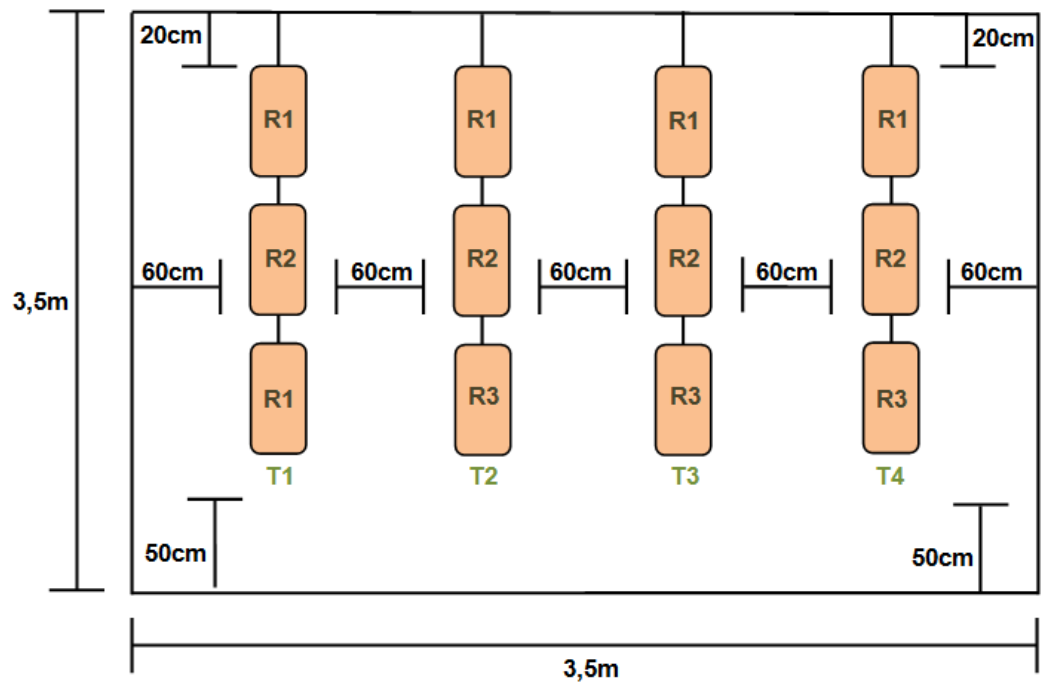 20cm
20cm
R1 R1 R1 R1
R2 R2 R2 R2
60cm 60cm 60cm 60cm 60cm
3,5m
R1 R3 R3 R3
T1 T2 T3 T4
50cm
50cm
3,5m